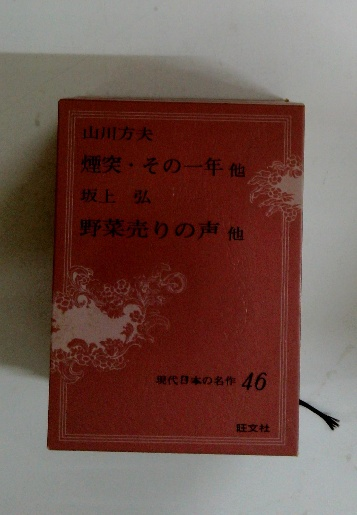 山川方夫
煙突・その一年 他
坂上 弘
野菜売りの声 他
現代日本の名作 46
旺文社